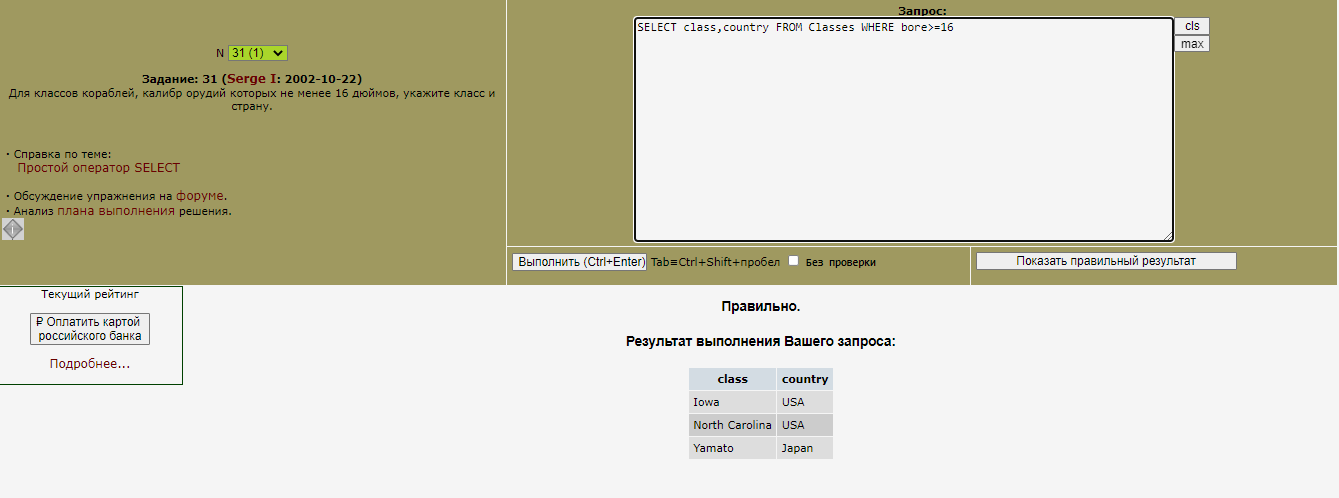 N 31 (1)
Задание: 31 (Serge I: 2002-10-22)
Для классов кораблей, калибр орудий которых не менее 16 дюймов, укажите класс и
страну.
· Справка по теме:
Простой оператор SELECT
· Обсуждение упражнения на форуме.
· Анализ плана выполнения решения.
Запрос:
SELECT class,country FROM Classes WHERE bore>=16
cls
max
Выполнить (Ctrl+Enter) Tab≡Ctrl+Shift+пробел Без проверки
Показать правильный результат
Текущий рейтинг
₽ Оплатить картой
российского банка
Подробнее...
Правильно.
Результат выполнения Вашего запроса:
class country
Iowa USA
North Carolina USA
Yamato Japan